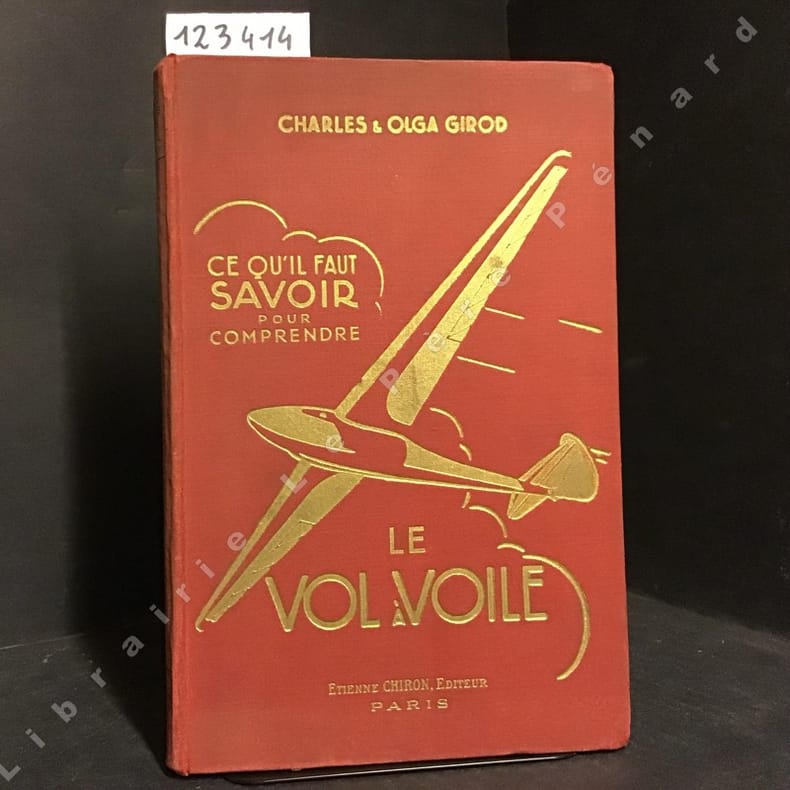 123414
CHARLES & OLGA GIROD
CE QU'IL FAUT
SAVOIR
POUR
COMPRENDRE
LE
VOL À VOILE
ETIENNE CHIRON, EDITEUR
PARIS
Librairie Le Père Pénard